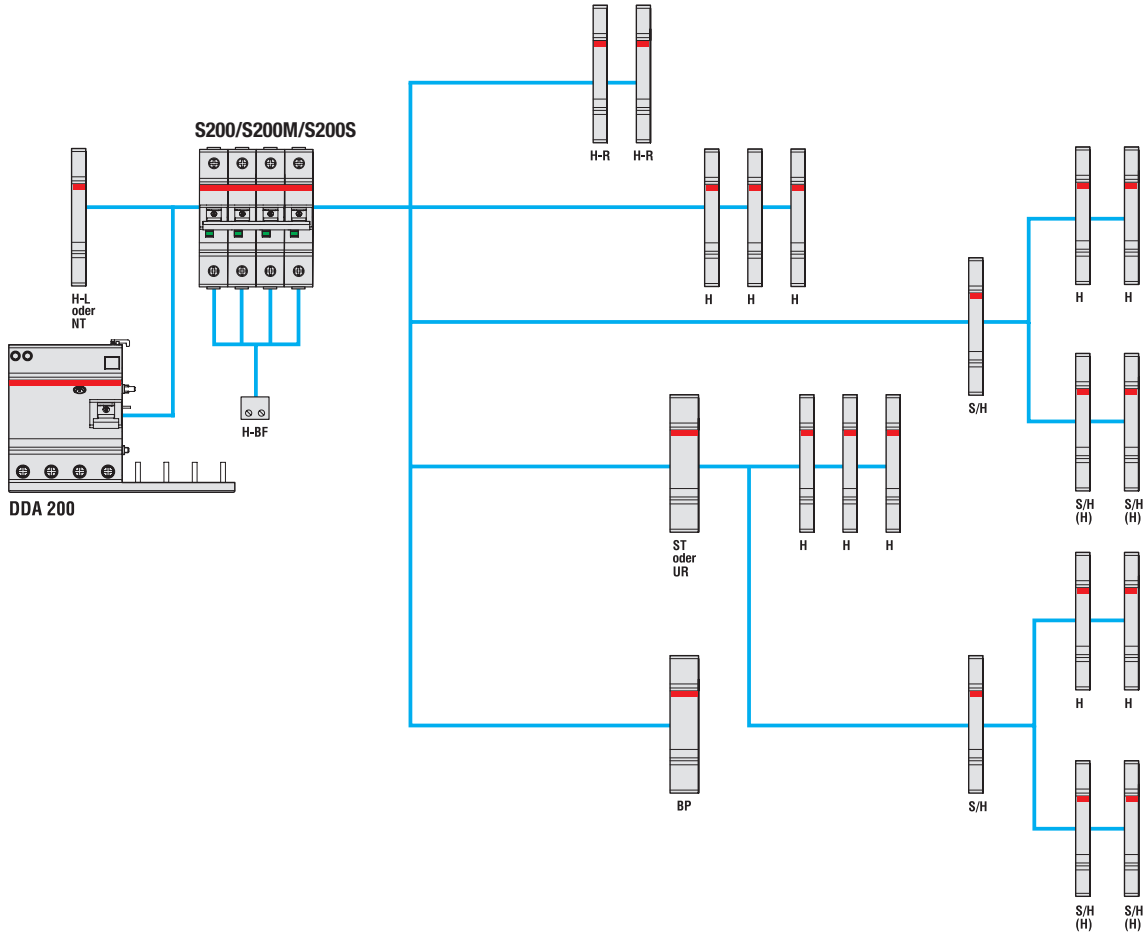 S200/S200M/S200S
H-R
H-R
H-L
oder
NT
H
H
H
H
H
S/H
H-BF
DDA 200
ST
oder
UR
H
H
H
S/H
(H)
S/H
(H)
H
H
BP
S/H
S/H
(H)
S/H
(H)